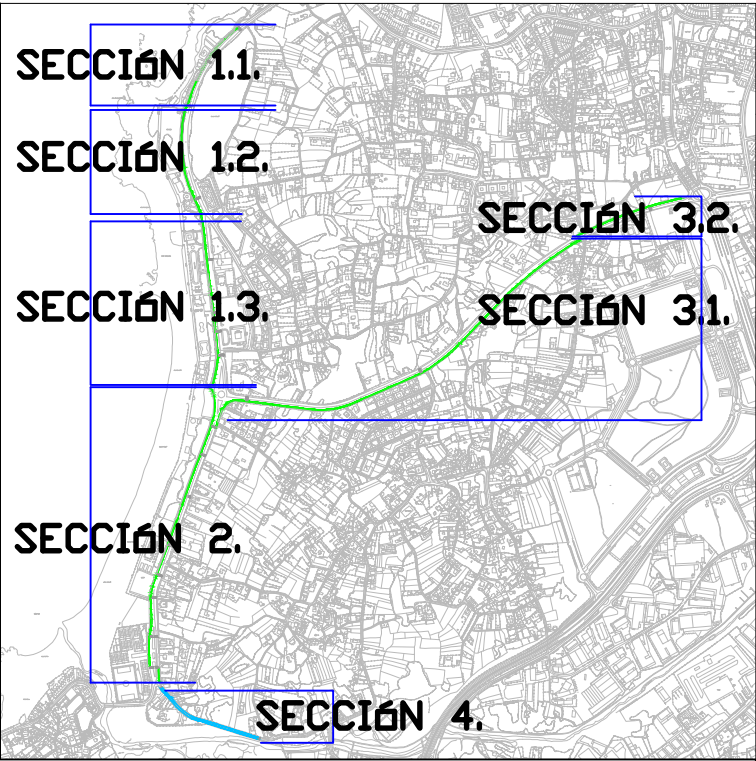 SECCIóN 1.1.
SECCIóN 1.2.
SECCIóN 3.2.
SECCIóN 1.3.
SECCIóN 3.1.
SECCIóN 2.
SECCIóN 4.